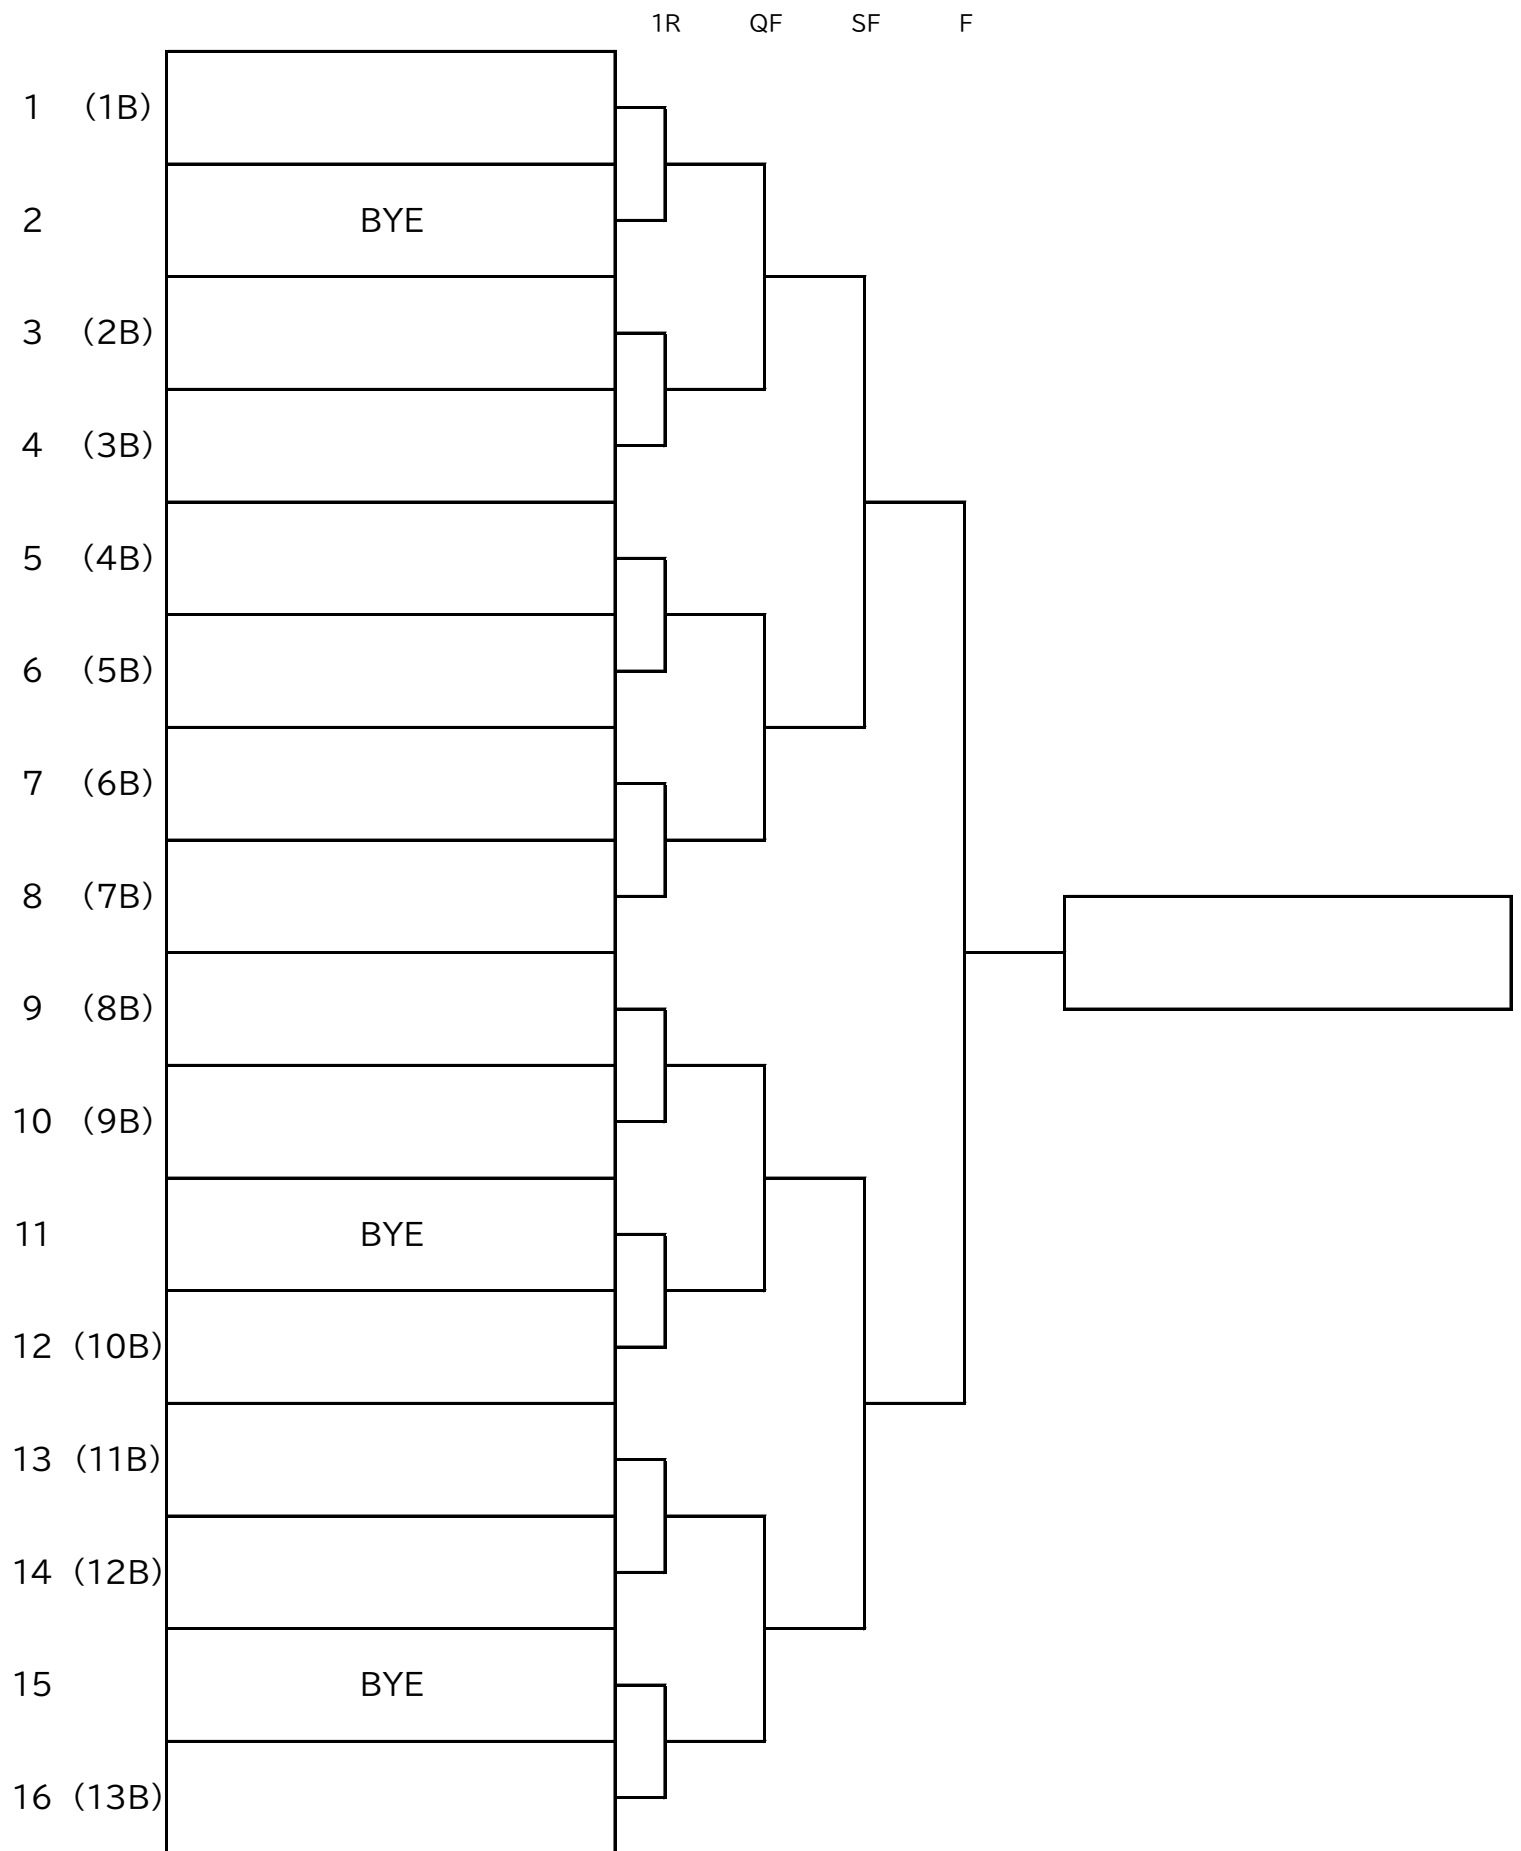 1R QF SF F
1 (1B)
2 BYE
3 (2B)
4 (3B)
5 (4B)
6 (5B)
7 (6B)
8 (7B)
9 (8B)
10 (9B)
11 BYE
12 (10B)
13 (11B)
14 (12B)
15 BYE
16 (13B)